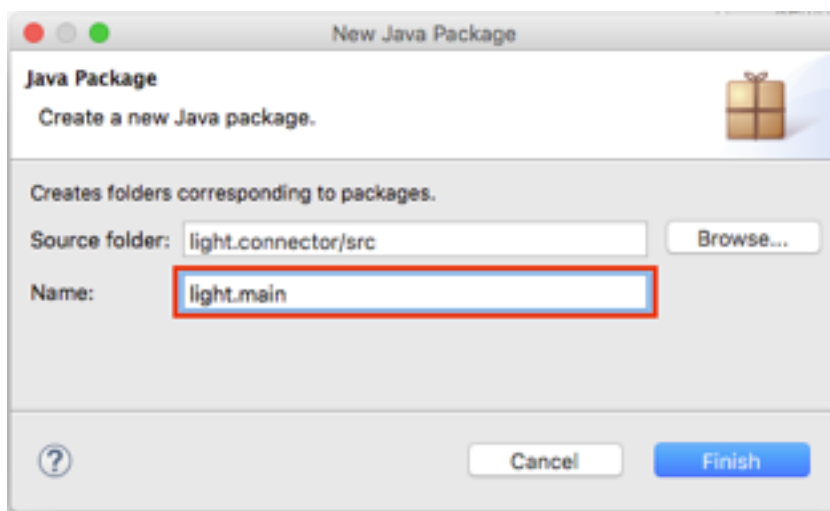 New Java Package
Java Package
Create a new Java package.
Creates folders corresponding to packages.
Source folder: light.connector/src Browse...
Name: light.main
? Cancel Finish